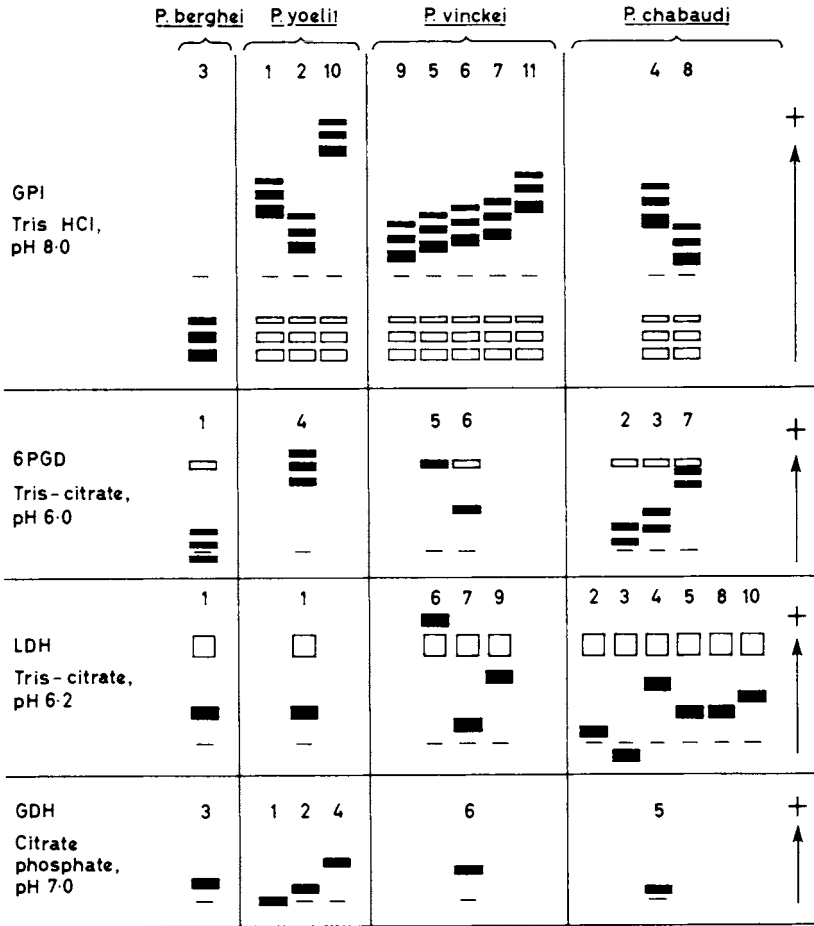 P. berghei P. yoelii P. vinckei P. chabaudi
3 1 2 10 9 5 6 7 11 4 8
+
GPI
Tris HCl,
pH 8·0
1 4 5 6 2 3 7
+
6PGD
Tris-citrate,
pH 6·0
1 1 6 7 9 2 3 4 5 8 10
+
LDH
Tris-citrate,
pH 6·2
GDH 3 1 2 4 6 5
+
Citrate
phosphate,
pH 7·0